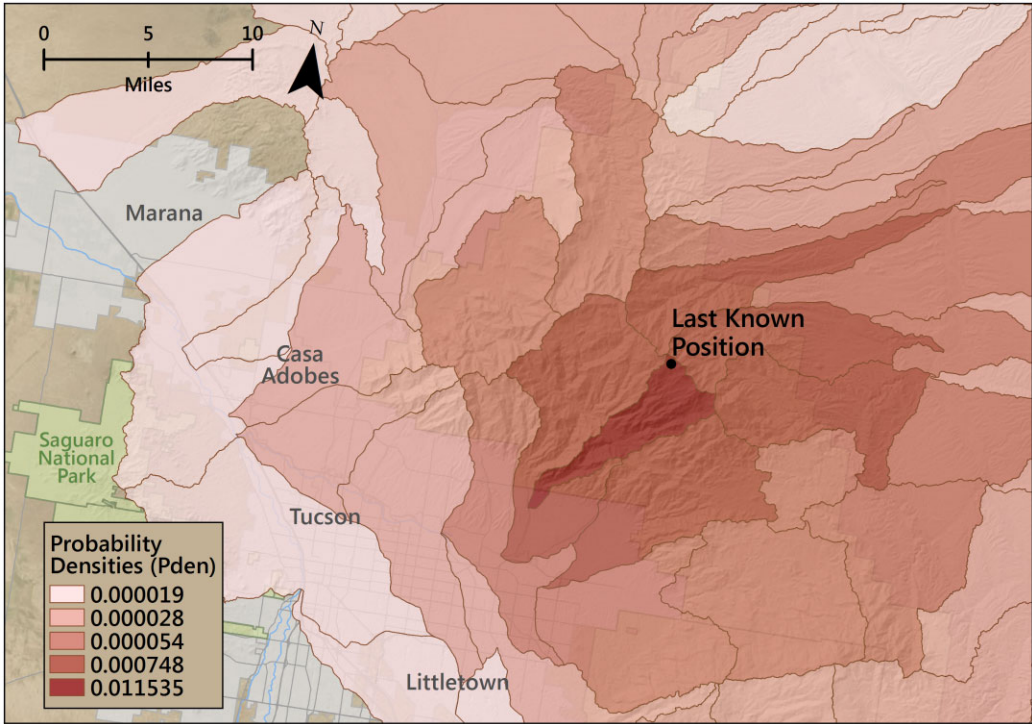 0 5 10
Miles
N
Marana
Last Known
Position
Casa
Adobes
Saguaro
National
Park
Tucson
Probability
Densities (Pden)
0.000019
0.000028
0.000054
0.000748
0.011535
Littletown